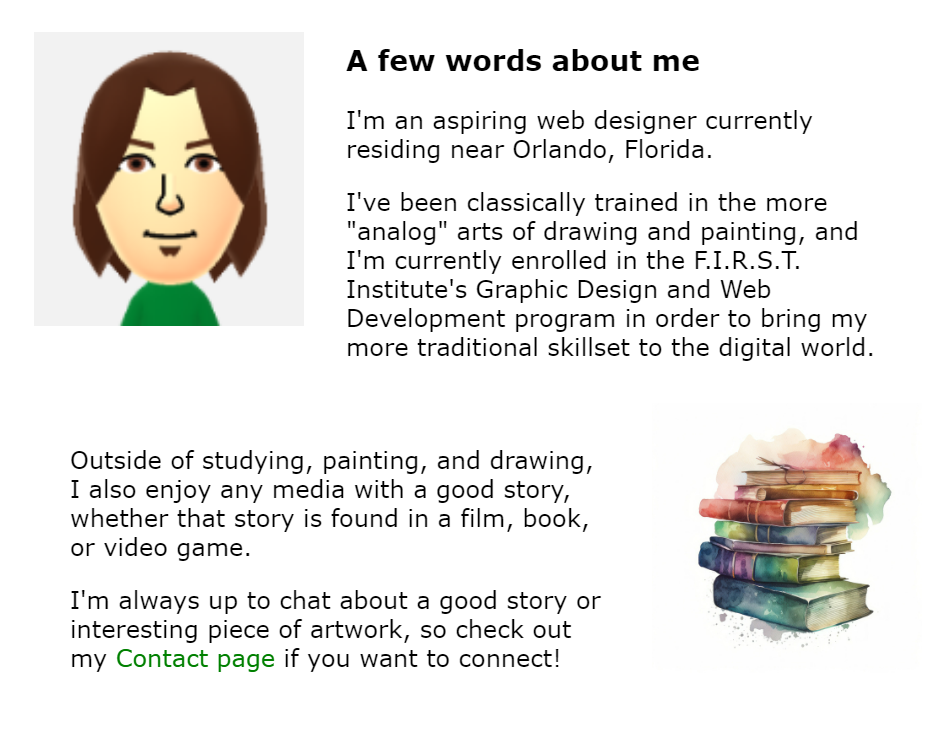 A few words about me
I'm an aspiring web designer currently
residing near Orlando, Florida.
I've been classically trained in the more
"analog" arts of drawing and painting, and
I'm currently enrolled in the F.I.R.S.T.
Institute's Graphic Design and Web
Development program in order to bring my
more traditional skillset to the digital world.
Outside of studying, painting, and drawing,
I also enjoy any media with a good story,
whether that story is found in a film, book,
or video game.
I'm always up to chat about a good story or
interesting piece of artwork, so check out
my Contact page if you want to connect!